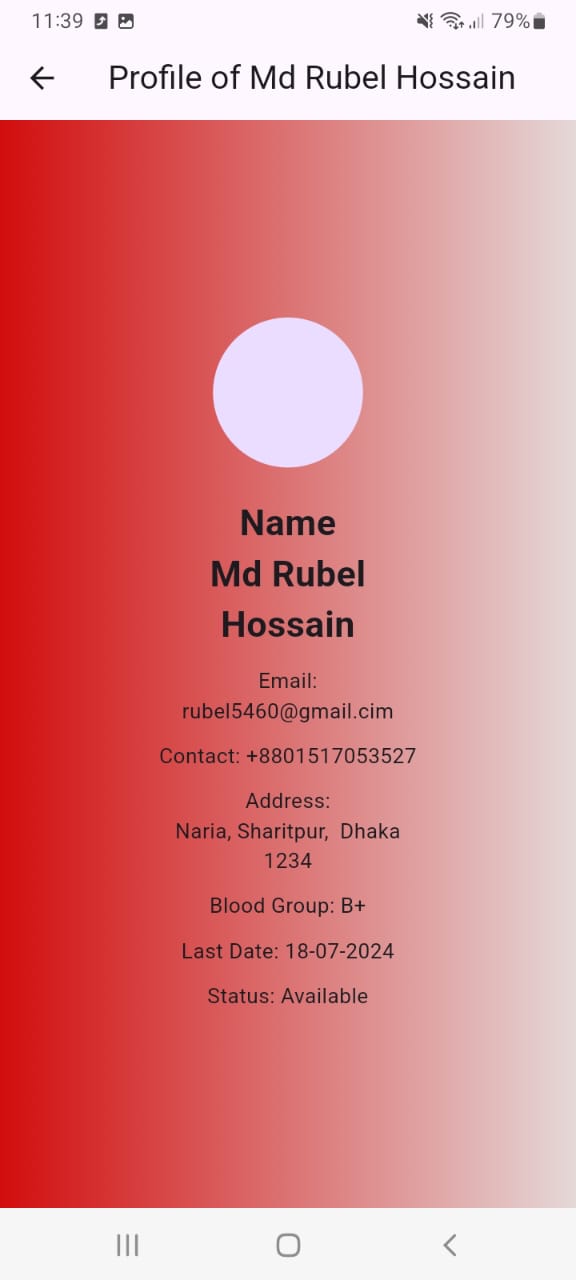 11:39 79%
Profile of Md Rubel Hossain
Name
Md Rubel
Hossain
Email:
rubel5460@gmail.cim
Contact: +8801517053527
Address:
Naria, Sharitpur,  Dhaka
1234
Blood Group: B+
Last Date: 18-07-2024
Status: Available